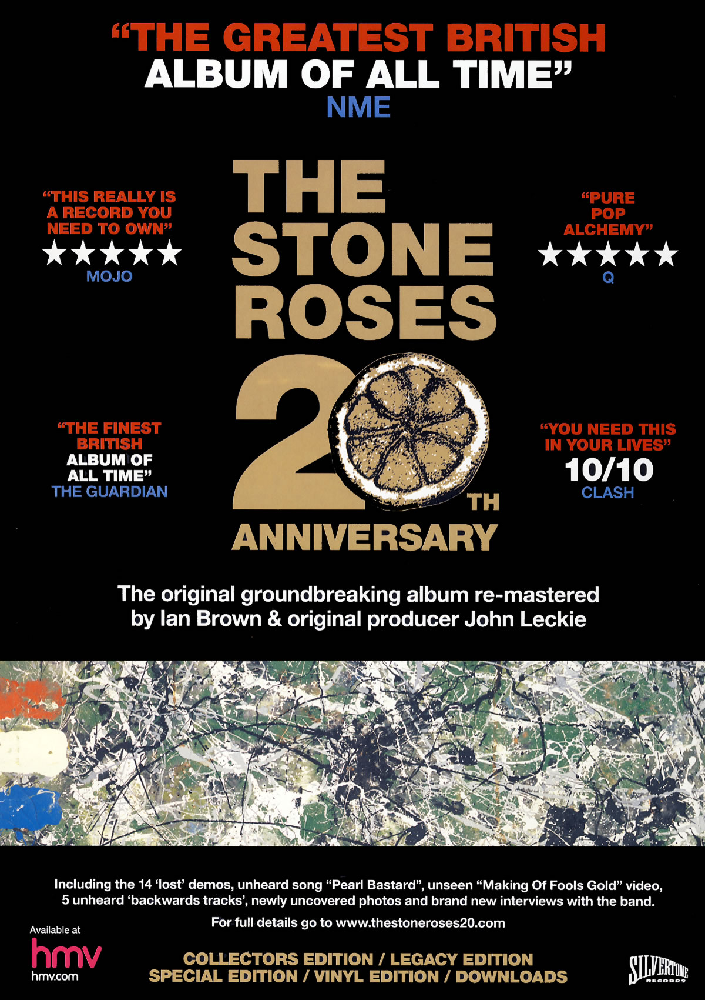 “THE GREATEST BRITISH
ALBUM OF ALL TIME”
NME
THE
STONE
ROSES
20TH
ANNIVERSARY
“THIS REALLY IS
A RECORD YOU
NEED TO OWN”
MOJO
“PURE
POP
ALCHEMY”
Q
“THE FINEST
BRITISH
ALBUM OF
ALL TIME”
THE GUARDIAN
“YOU NEED THIS
IN YOUR LIVES”
10/10
CLASH
The original groundbreaking album re-mastered
by Ian Brown & original producer John Leckie
Including the 14 ‘lost’ demos, unheard song “Pearl Bastard”, unseen “Making Of Fools Gold” video,
5 unheard ‘backwards tracks’, newly uncovered photos and brand new interviews with the band.
For full details go to www.thestoneroses20.com
Available at
hmv
hmv.com
COLLECTORS EDITION / LEGACY EDITION
SPECIAL EDITION / VINYL EDITION / DOWNLOADS
SILVERTONE
RECORDS